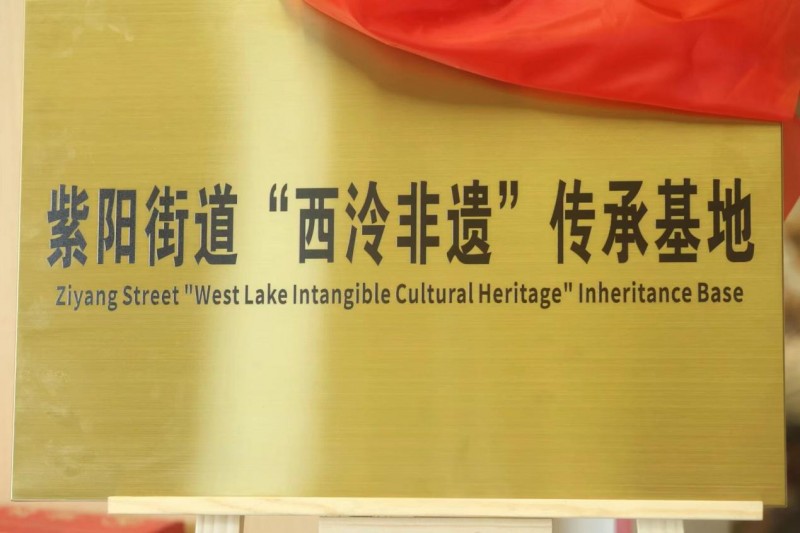 紫阳街道“西泠非遗”传承基地
Ziyang Street "West Lake Intangible Cultural Heritage" Inheritance Base